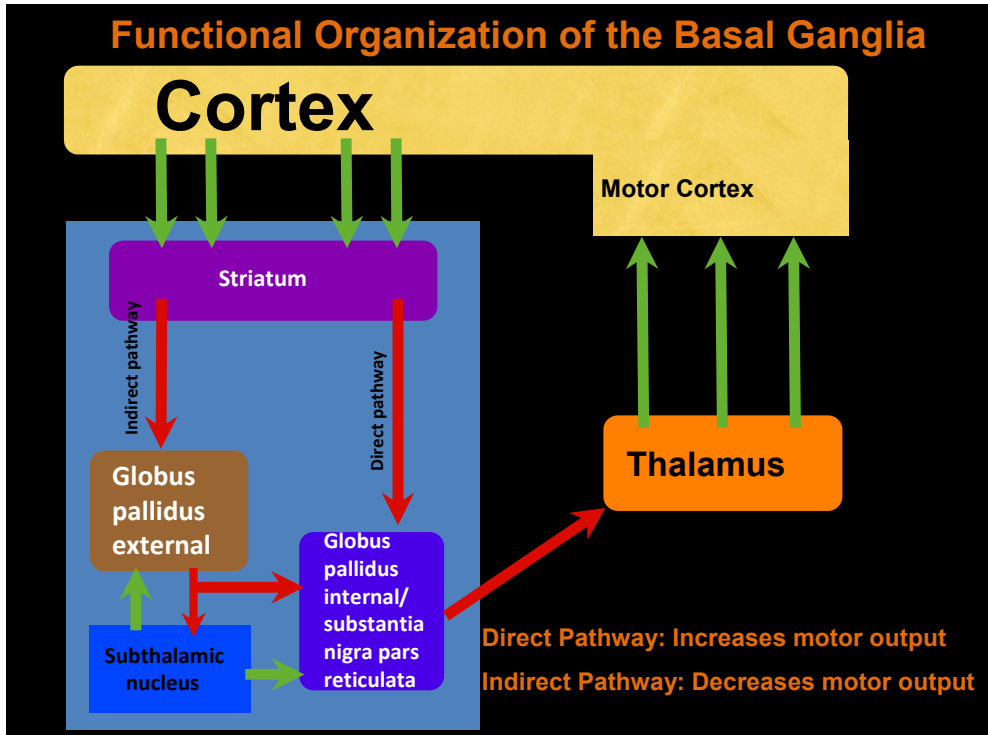 Functional Organization of the Basal Ganglia
Cortex
Motor Cortex
Striatum
Indirect pathway
Direct pathway
Globus
pallidus
external
Thalamus
Globus
pallidus
internal/
substantia
nigra pars
reticulata
Subthalamic
nucleus
Direct Pathway: Increases motor output
Indirect Pathway: Decreases motor output